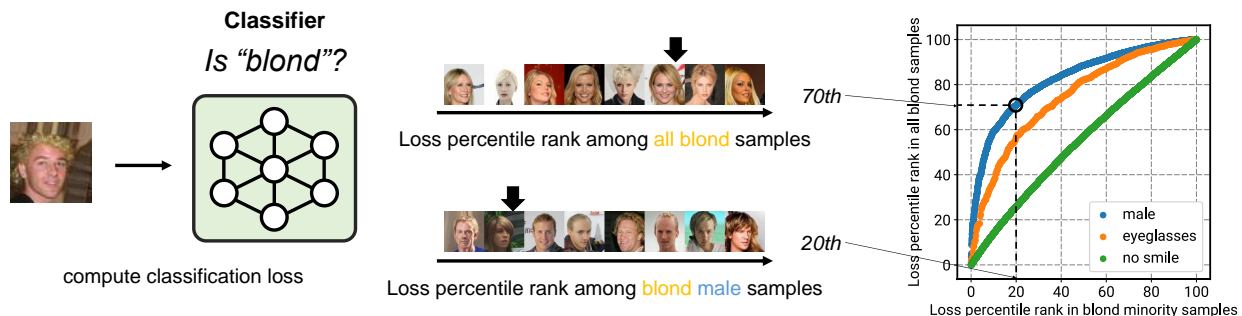 Classifier
Is “blond”?
compute classification loss
Loss percentile rank among all blond samples
70th
Loss percentile rank among blond male samples
20th
Loss percentile rank in all blond samples
100
80
60
40
20
0
male
eyeglasses
no smile
0 20 40 60 80 100
Loss percentile rank in blond minority samples